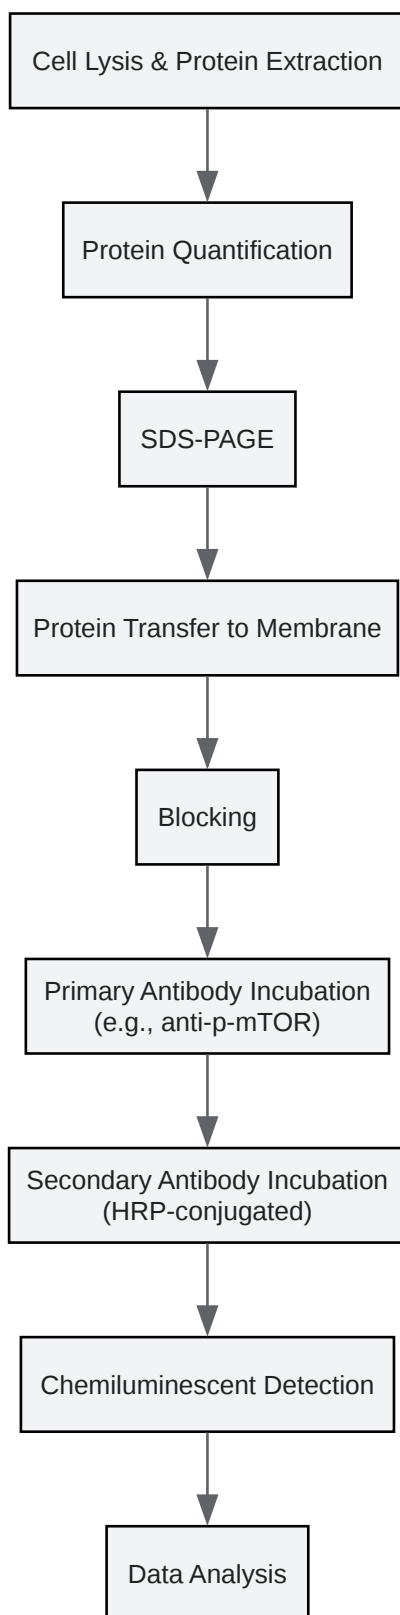 Cell Lysis & Protein Extraction
Protein Quantification
SDS-PAGE
Protein Transfer to Membrane
Blocking
Primary Antibody Incubation
(e.g., anti-p-mTOR)
Secondary Antibody Incubation
(HRP-conjugated)
Chemiluminescent Detection
Data Analysis